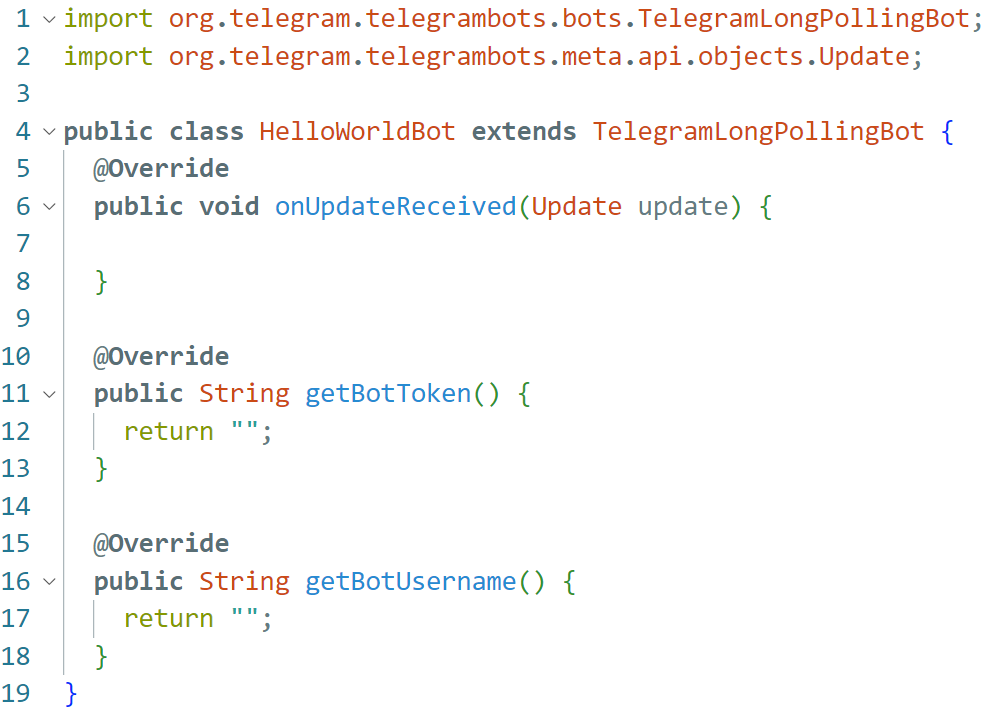 1 import org.telegram.telegrambots.bots.TelegramLongPollingBot;
2 import org.telegram.telegrambots.meta.api.objects.Update;
3
4 public class HelloWorldBot extends TelegramLongPollingBot {
5   @Override
6   public void onUpdateReceived(Update update) {
7
8   }
9
10   @Override
11   public String getBotToken() {
12     return "";
13   }
14
15   @Override
16   public String getBotUsername() {
17     return "";
18   }
19 }